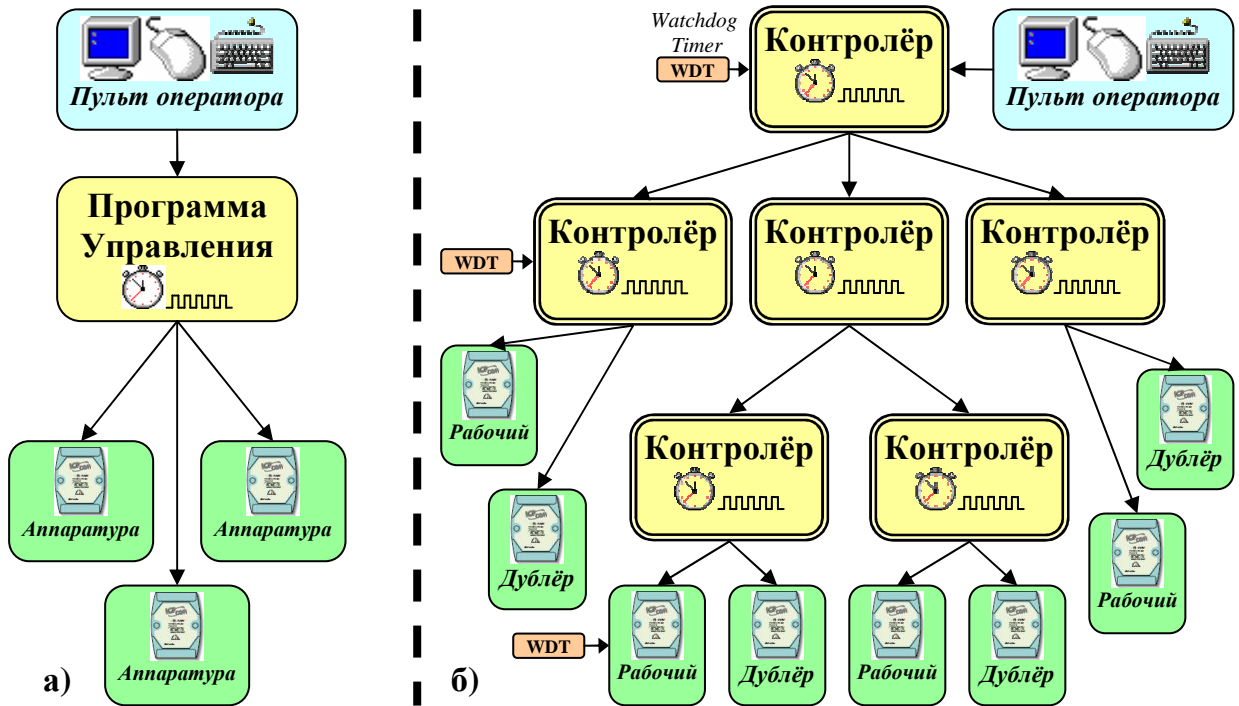 Пульт оператора
Программа
Управления
Аппаратура
Аппаратура
Аппаратура
а)
Watchdog
Timer
WDT
Контролёр
Пульт оператора
Контролёр
Контролёр
Контролёр
WDT
Рабочий
Дублёр
Контролёр
Контролёр
Дублёр
Рабочий
WDT
Рабочий
Дублёр
Рабочий
Дублёр
б)